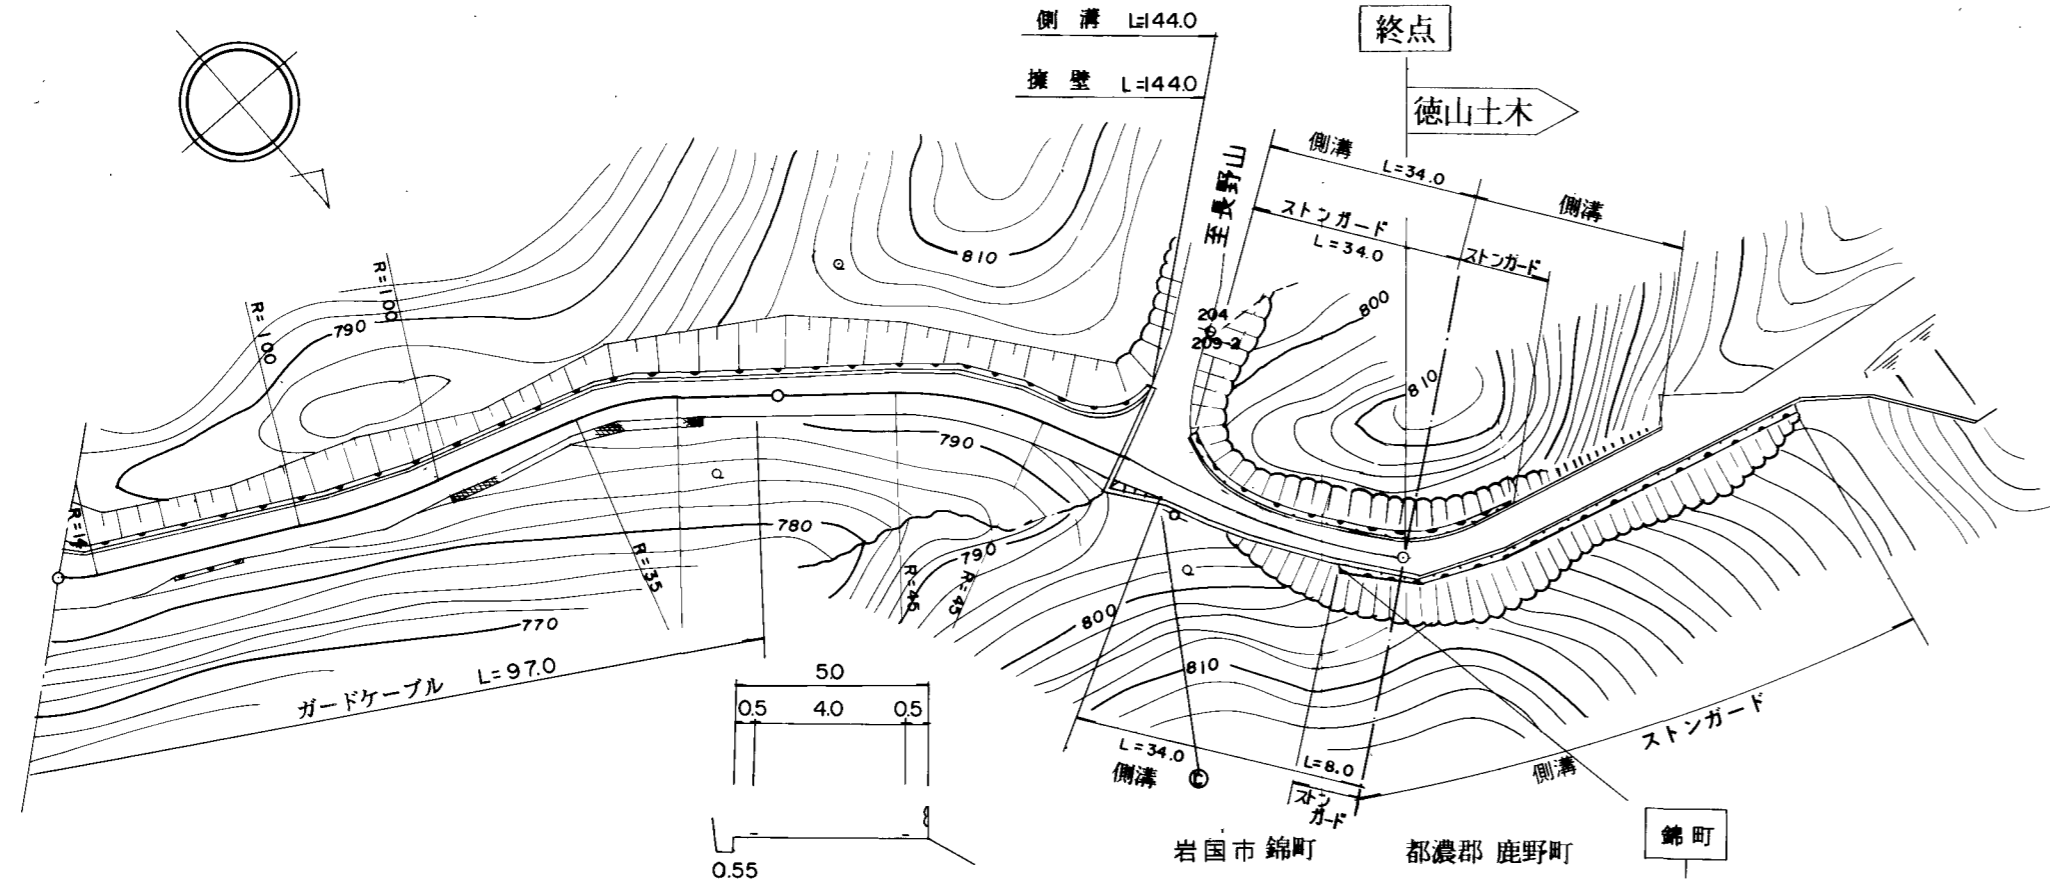 側溝 L=144.0
擁壁 L=144.0
終点
徳山土木
至長野山
側溝
L=34.0
側溝
ストンガード
L=34.0
ストンガード
R=100
R=100
790
810
204
209-2
800
810
790
780
790
770
R=14
R=35
R=45
R=45
800
810
ガードケーブル L=97.0
5.0
0.5 4.0 0.5
0.55
L=34.0
側溝
C
L=8.0
ストン
ガード
側溝
ストンガード
岩国市 錦町
都濃郡 鹿野町
錦町